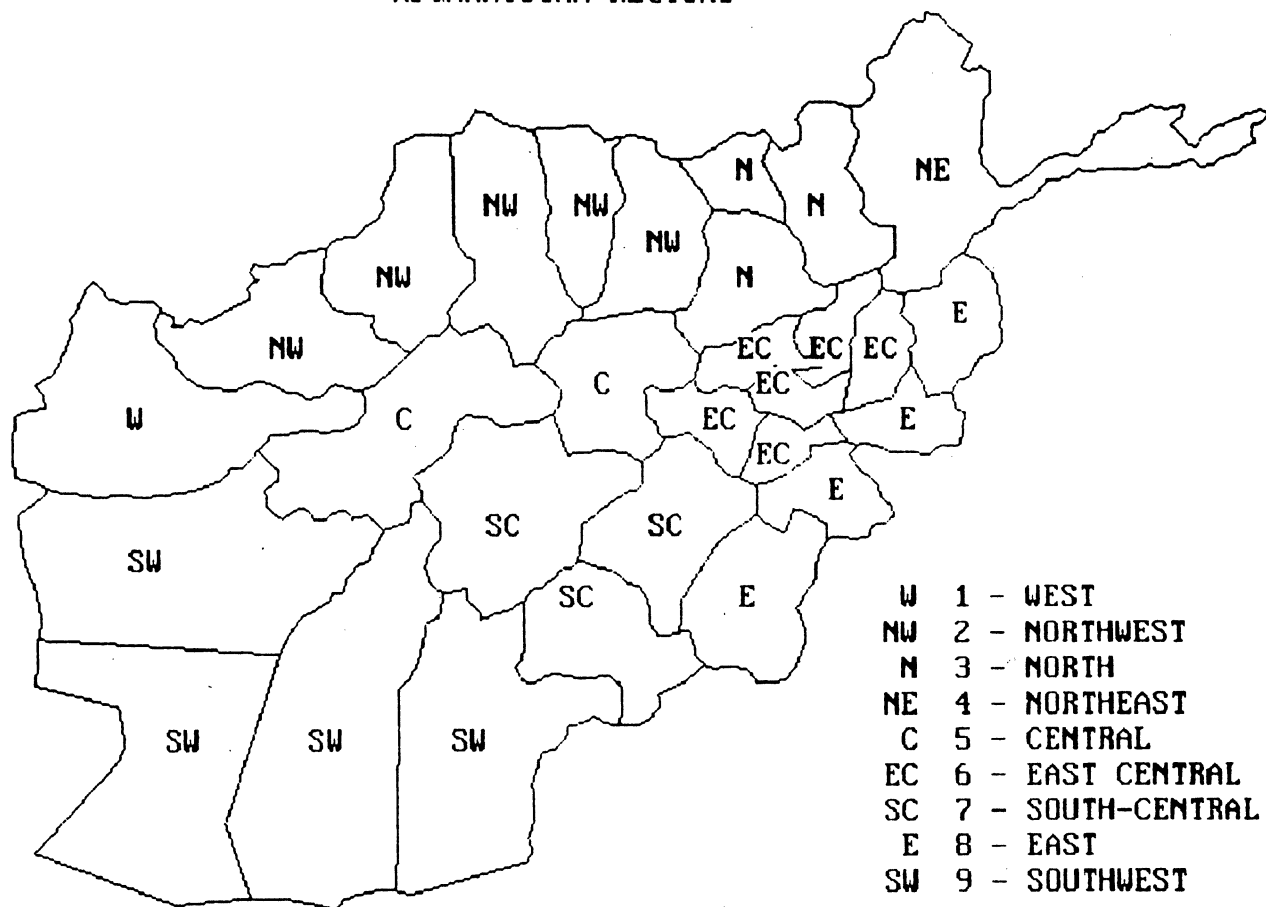 NE
N
N
NW
NW
NW
N
NW
E
NW
EC
EC
EC
EC
C
W
C
EC
E
EC
E
SC
SC
SW
SC
E
SW
SW
SW
W 1 - WEST
NW 2 - NORTHWEST
N 3 - NORTH
NE 4 - NORTHEAST
C 5 - CENTRAL
EC 6 - EAST CENTRAL
SC 7 - SOUTH-CENTRAL
E 8 - EAST
SW 9 - SOUTHWEST